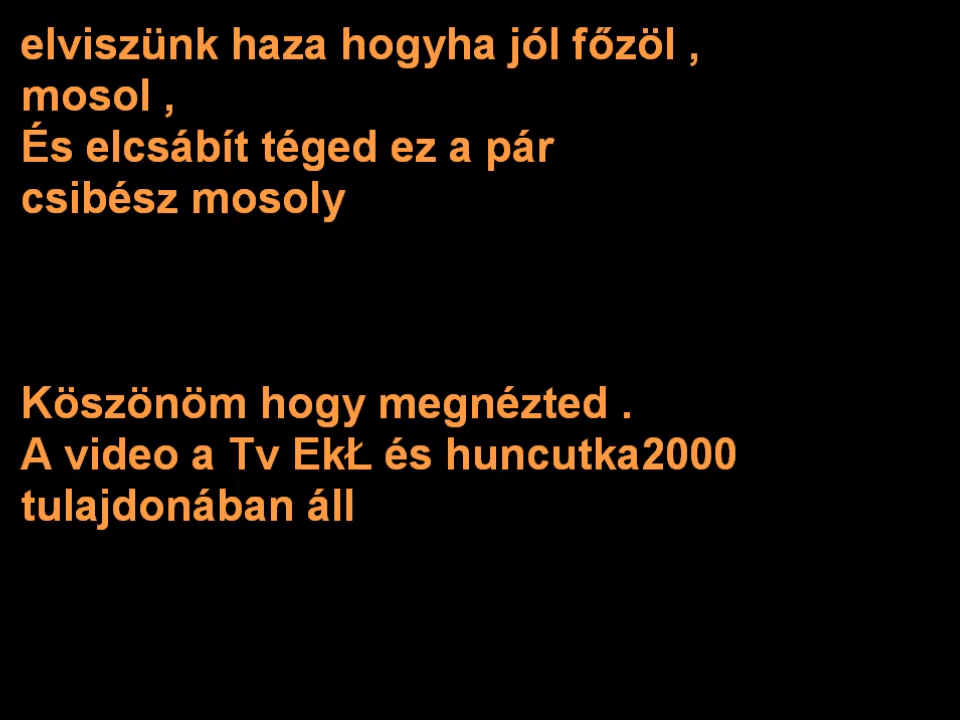 elviszünk haza hogyha jól főzöl ,
mosol ,
És elcsábít téged ez a pár
csibész mosoly
Köszönöm hogy megnézted .
A video a Tv EkŁ és huncutka2000
tulajdonában áll